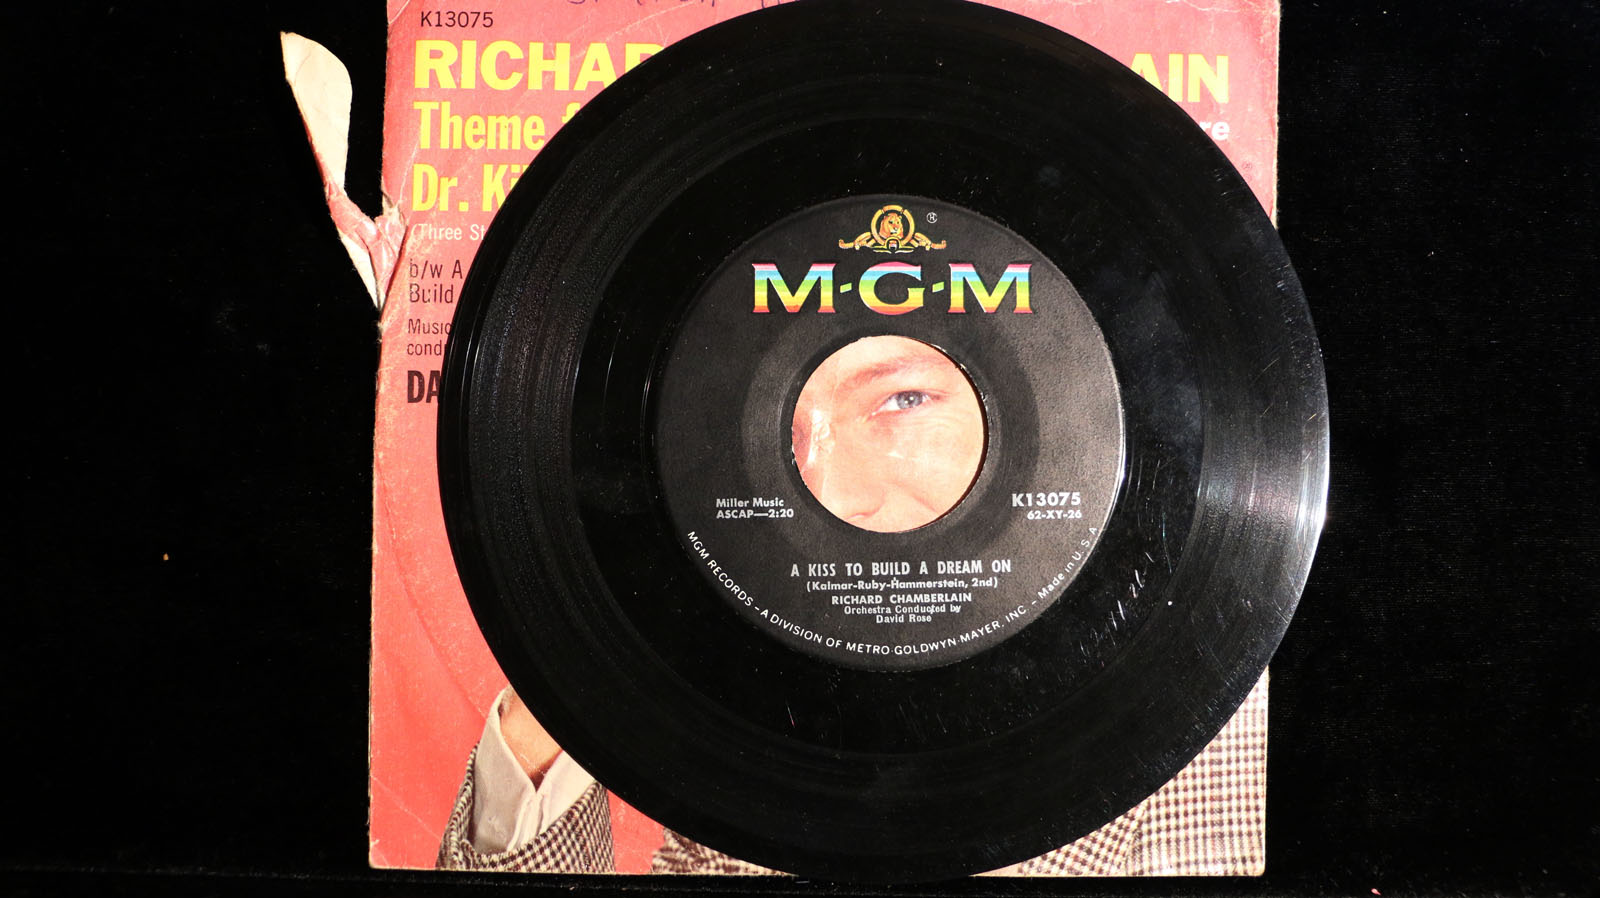 K13075
RICHA
AIN
Theme
re
Dr. Ki
(Three St
b/w A
Build
Music
cond
DA
®
M-G-M
Miller Music
ASCAP—2:20
K13075
62-XY-26
A KISS TO BUILD A DREAM ON
(Kalmar-Ruby-Hammerstein, 2nd)
RICHARD CHAMBERLAIN
Orchestra Conducted by
David Rose
MGM RECORDS – A DIVISION OF METRO-GOLDWYN-MAYER, INC. – Made in U.S.A